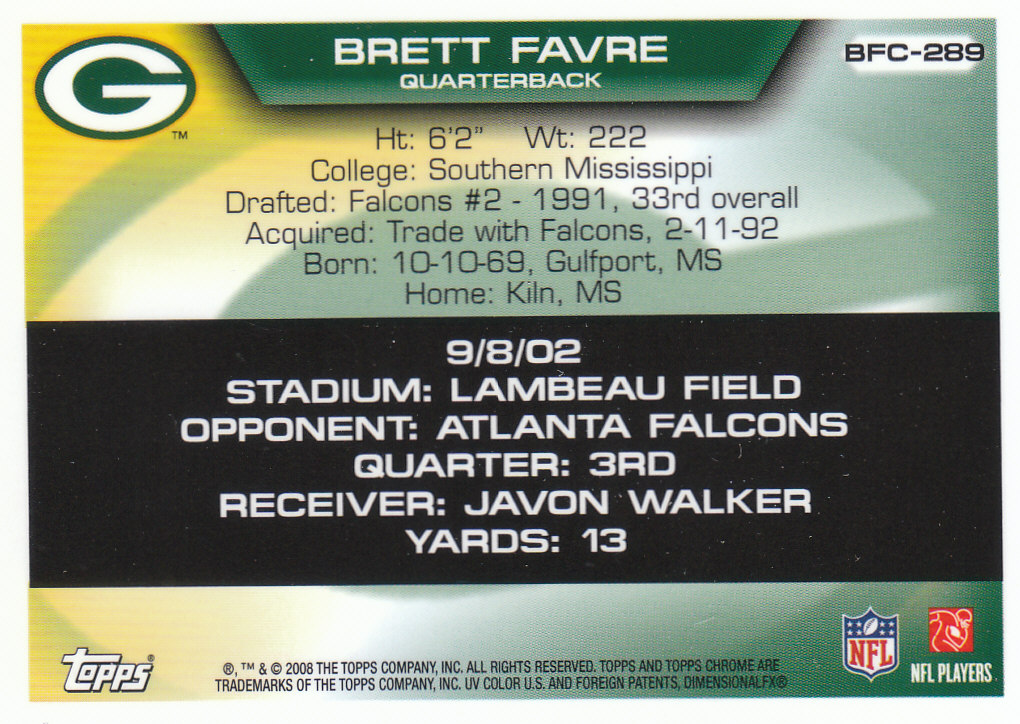 G
TM
BRETT FAVRE
QUARTERBACK
BFC-289
Ht: 6'2" Wt: 222
College: Southern Mississippi
Drafted: Falcons #2 - 1991, 33rd overall
Acquired: Trade with Falcons, 2-11-92
Born: 10-10-69, Gulfport, MS
Home: Kiln, MS
9/8/02
STADIUM: LAMBEAU FIELD
OPPONENT: ATLANTA FALCONS
QUARTER: 3RD
RECEIVER: JAVON WALKER
YARDS: 13
topps®
®, ™ & © 2008 THE TOPPS COMPANY, INC. ALL RIGHTS RESERVED. TOPPS AND TOPPS CHROME ARE
TRADEMARKS OF THE TOPPS COMPANY, INC. UV COLOR U.S. AND FOREIGN PATENTS, DIMENSIONALFX®
NFL
NFL PLAYERS